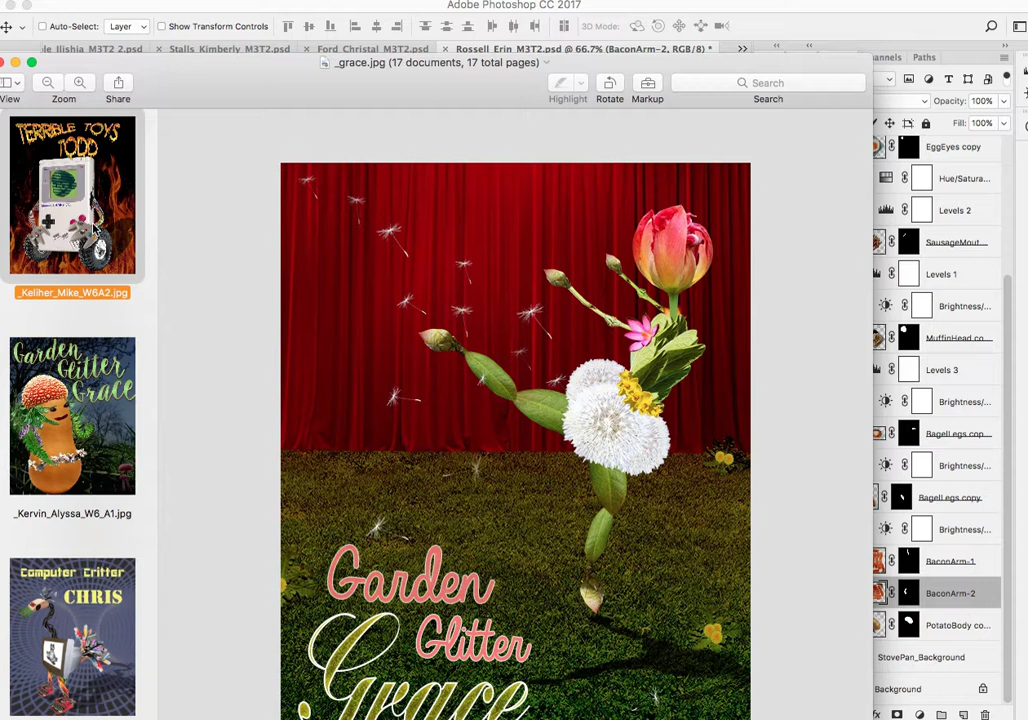 Adobe Photoshop CC 2017
Auto-Select: Layer Show Transform Controls 3D Mode:
le_Ilishia_M3T2 2.psd × Stalls_Kimberly_M3T2.psd × Ford_Christal_M3T2.psd × Rossell_Erin_M3T2.psd @ 66.7% (BaconArm-2, RGB/8) * »
_grace.jpg (17 documents, 17 total pages)
View Zoom Share Highlight Rotate Markup Search
Search
TERRIBLE TOYS
TODD
_Keliher_Mike_W6A2.jpg
Garden
Glitter
Grace
_Kervin_Alyssa_W6_A1.jpg
Computer Critter
CHRIS
Garden
Glitter
Grace
annels Paths
Opacity: 100%
Fill: 100%
EggEyes copy
Hue/Satura...
Levels 2
SausageMout...
Levels 1
Brightness/...
MuffinHead co...
Levels 3
Brightness/...
BagelLegs cop...
Brightness/...
BagelLegs copy
Brightness/...
BaconArm-1
BaconArm-2
PotatoBody co...
StovePan_Background
Background
fx